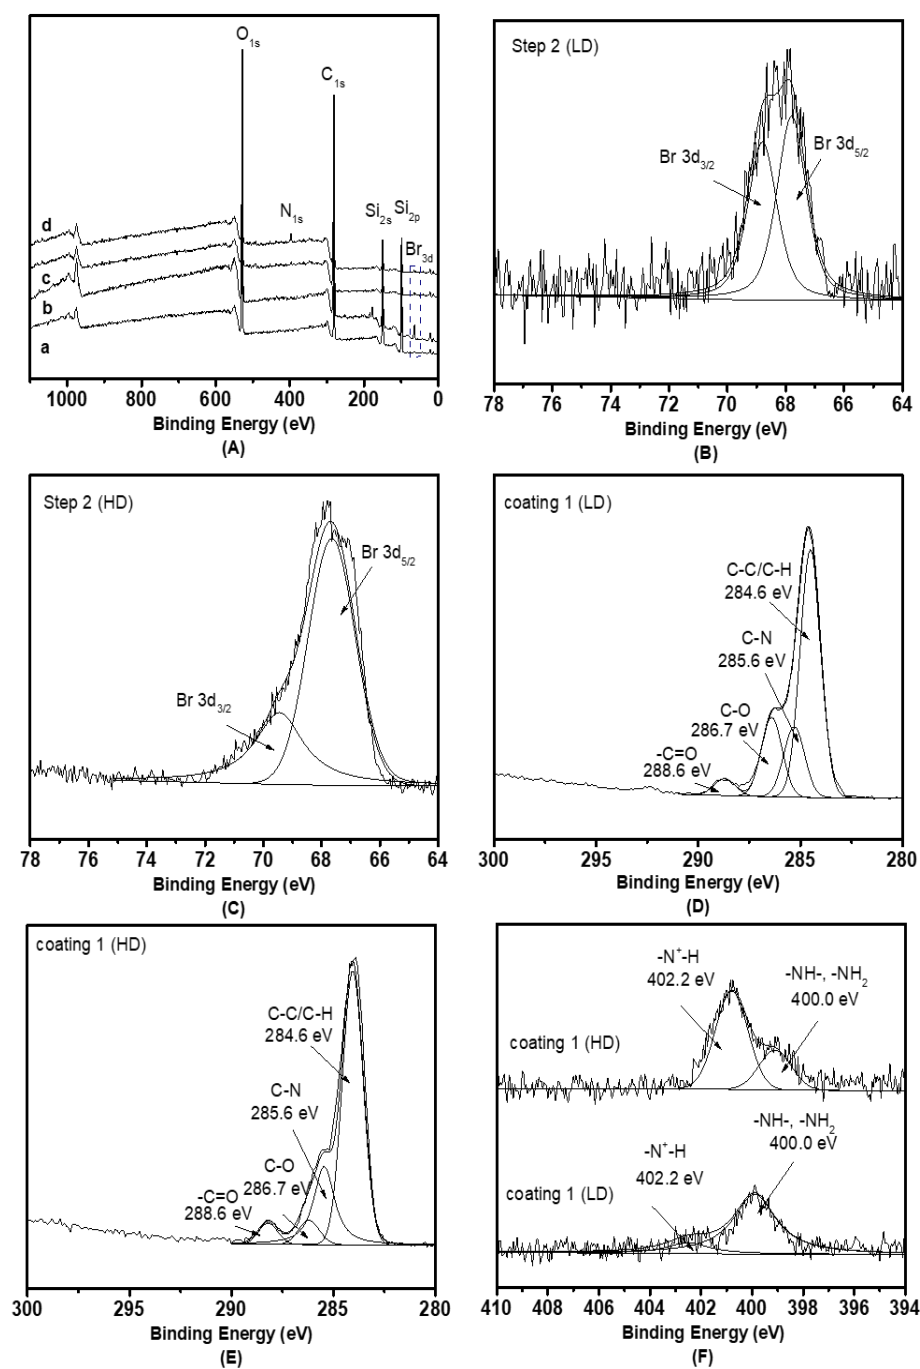 O1s
C1s
N1s
Si2s
Si2p
Br3d
d
c
b
a
1000 800 600 400 200 0
Binding Energy (eV)
(A)
Step 2 (LD)
Br 3d3/2
Br 3d5/2
78 76 74 72 70 68 66 64
Binding Energy (eV)
(B)
Step 2 (HD)
Br 3d5/2
Br 3d3/2
78 76 74 72 70 68 66 64
Binding Energy (eV)
(C)
coating 1 (LD)
C-C/C-H
284.6 eV
C-N
285.6 eV
C-O
286.7 eV
-C=O
288.6 eV
300 295 290 285 280
Binding Energy (eV)
(D)
coating 1 (HD)
C-C/C-H
284.6 eV
C-N
285.6 eV
C-O
286.7 eV
-C=O
288.6 eV
300 295 290 285 280
Binding Energy (eV)
(E)
-N+-H
402.2 eV
-NH-, -NH2
400.0 eV
coating 1 (HD)
-NH-, -NH2
400.0 eV
-N+-H
402.2 eV
coating 1 (LD)
410 408 406 404 402 400 398 396 394
Binding Energy (eV)
(F)